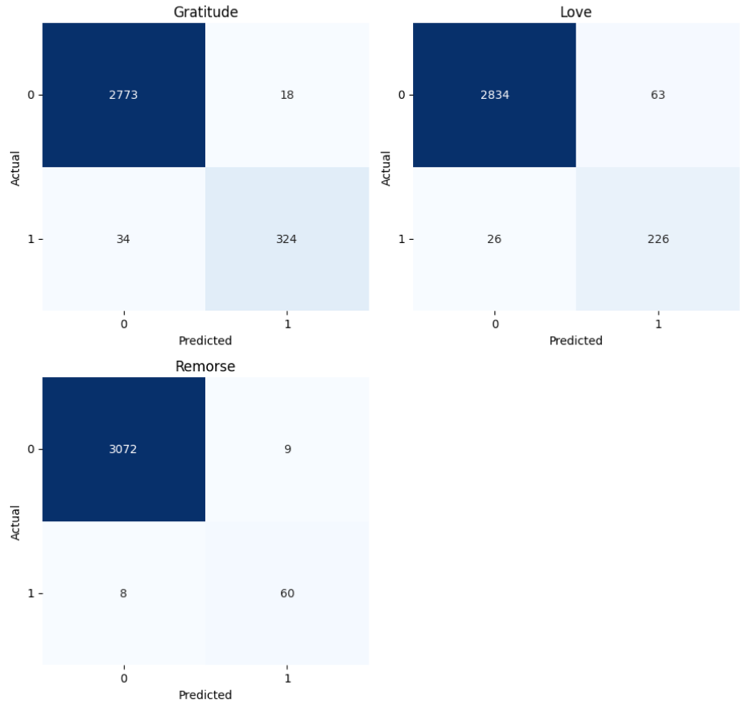 Gratitude
Actual
0
2773
18
1
34
324
0
1
Predicted
Love
Actual
0
2834
63
1
26
226
0
1
Predicted
Remorse
Actual
0
3072
9
1
8
60
0
1
Predicted